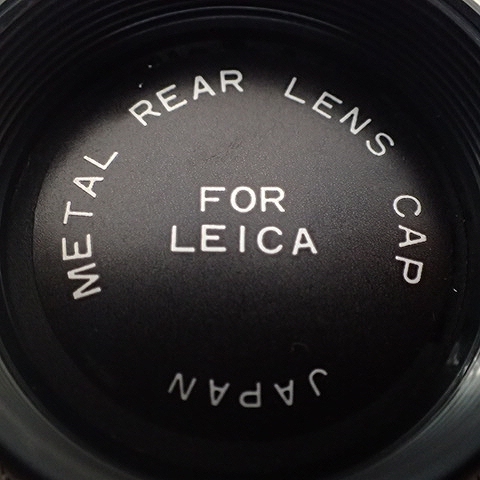 METAL REAR LENS CAP
FOR
LEICA
JAPAN